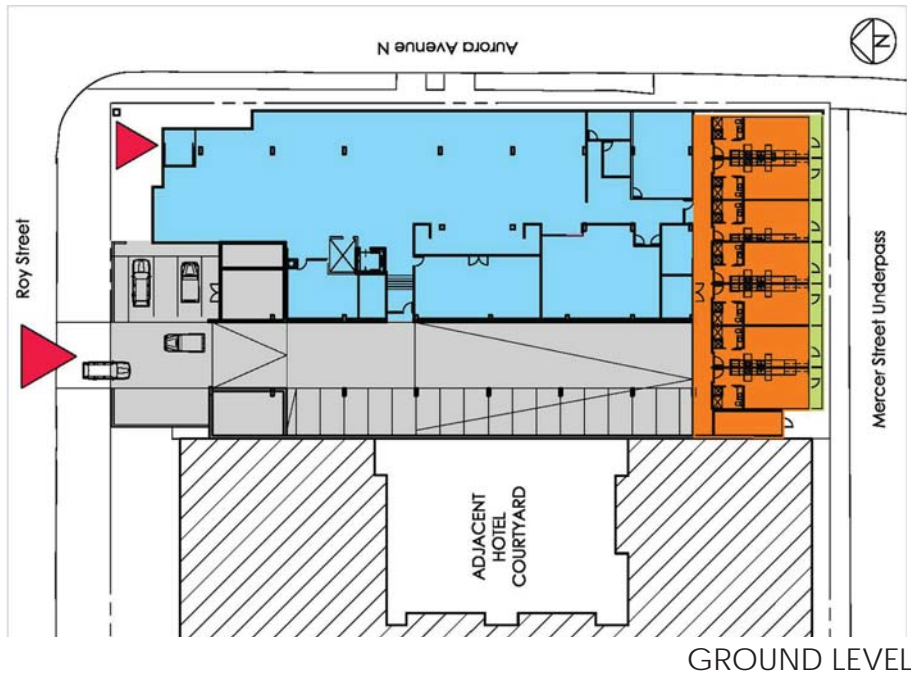 Aurora Avenue N
N
Roy Street
Mercer Street Underpass
ADJACENT
HOTEL
COURTYARD
GROUND LEVEL